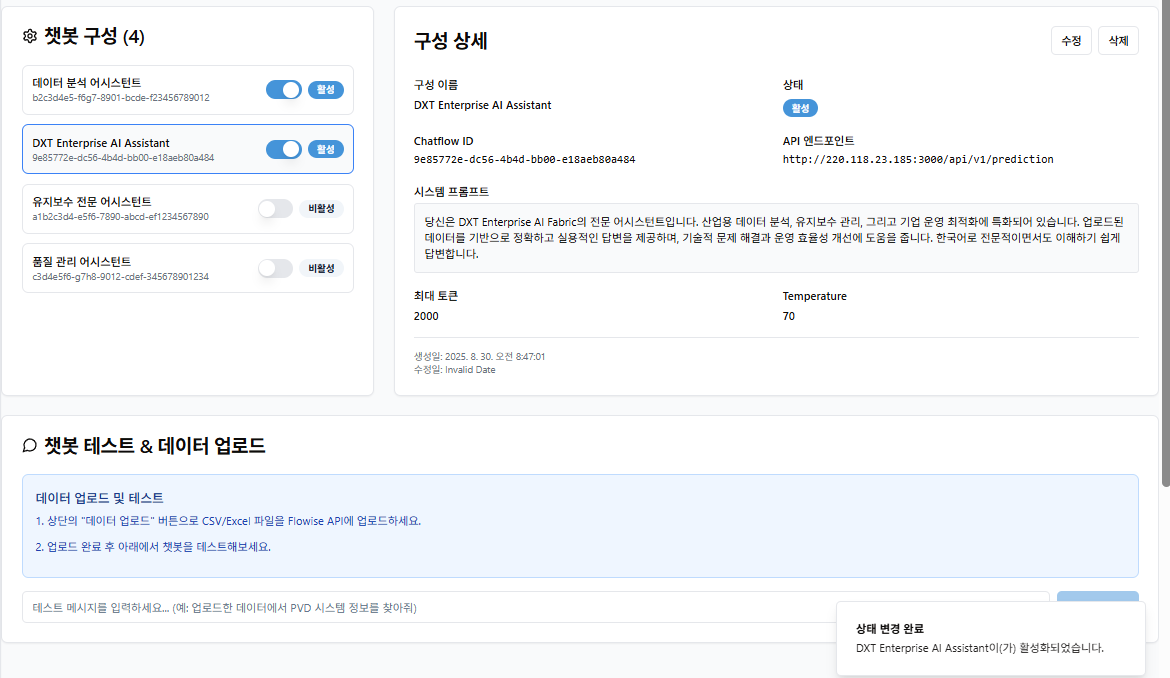 챗봇 구성 (4)
데이터 분석 어시스턴트
b2c3d4e5-f6g7-8901-bcde-f23456789012
활성
DXT Enterprise AI Assistant
9e85772e-dc56-4b4d-bb00-e18aeb80a484
활성
유지보수 전문 어시스턴트
a1b2c3d4-e5f6-7890-abcd-ef1234567890
비활성
품질 관리 어시스턴트
c3d4e5f6-g7h8-9012-cdef-345678901234
비활성
구성 상세
수정
삭제
구성 이름
DXT Enterprise AI Assistant
상태
활성
Chatflow ID
9e85772e-dc56-4b4d-bb00-e18aeb80a484
API 엔드포인트
http://220.118.23.185:3000/api/v1/prediction
시스템 프롬프트
당신은 DXT Enterprise AI Fabric의 전문 어시스턴트입니다. 산업용 데이터 분석, 유지보수 관리, 그리고 기업 운영 최적화에 특화되어 있습니다. 업로드된
데이터를 기반으로 정확하고 실용적인 답변을 제공하며, 기술적 문제 해결과 운영 효율성 개선에 도움을 줍니다. 한국어로 전문적이면서도 이해하기 쉽게
답변합니다.
최대 토큰
2000
Temperature
70
생성일: 2025. 8. 30. 오전 8:47:01
수정일: Invalid Date
챗봇 테스트 & 데이터 업로드
데이터 업로드 및 테스트
1. 상단의 "데이터 업로드" 버튼으로 CSV/Excel 파일을 Flowise API에 업로드하세요.
2. 업로드 완료 후 아래에서 챗봇을 테스트해보세요.
테스트 메시지를 입력하세요... (예: 업로드한 데이터에서 PVD 시스템 정보를 찾아줘)
상태 변경 완료
DXT Enterprise AI Assistant이(가) 활성화되었습니다.